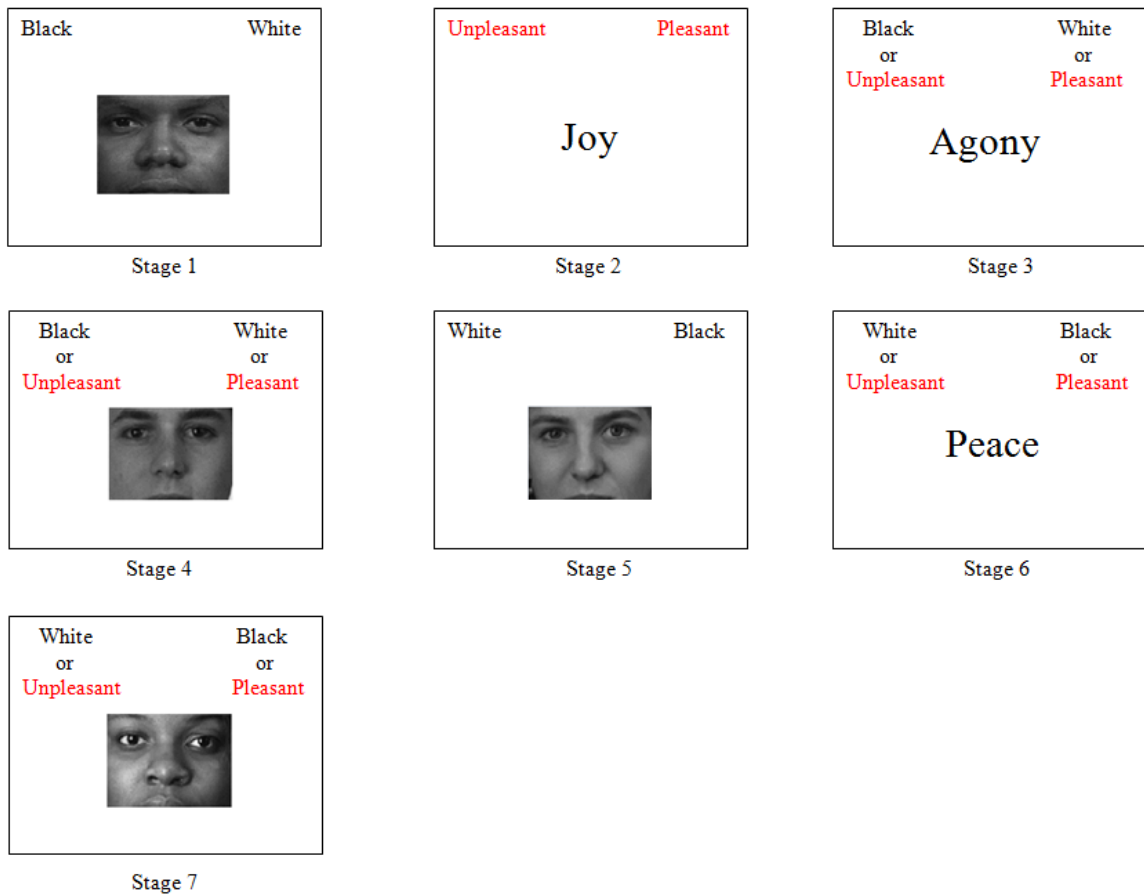 Black White
Joy
Stage 1
Unpleasant Pleasant
Stage 2
Black White
or or
Unpleasant Pleasant
Agony
Stage 3
Black White
or or
Unpleasant Pleasant
Stage 4
White Black
Stage 5
White Black
or or
Unpleasant Pleasant
Peace
Stage 6
White Black
or or
Unpleasant Pleasant
Stage 7